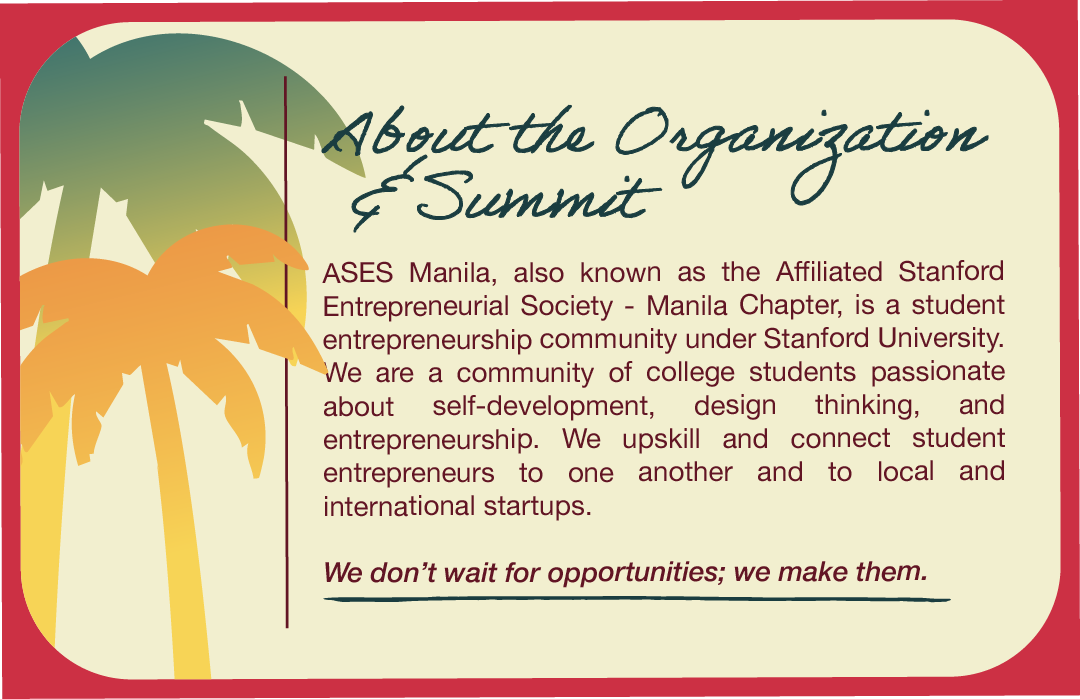 About the Organization
& Summit
ASES Manila, also known as the Affiliated Stanford
Entrepreneurial Society - Manila Chapter, is a student
entrepreneurship community under Stanford University.
We are a community of college students passionate
about self-development, design thinking, and
entrepreneurship. We upskill and connect student
entrepreneurs to one another and to local and
international startups.
We don’t wait for opportunities; we make them.